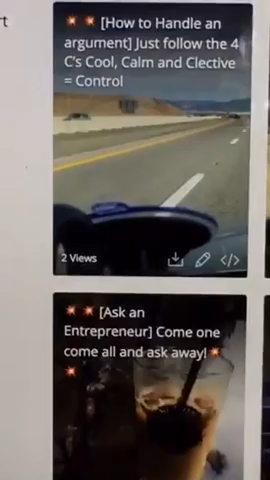 rt
💥 💥 [How to Handle an
argument] Just follow the 4
C's Cool, Calm and Clective
= Control
2 Views
</>
💥 💥 [Ask an
Entrepreneur] Come one
come all and ask away! 💥
💥